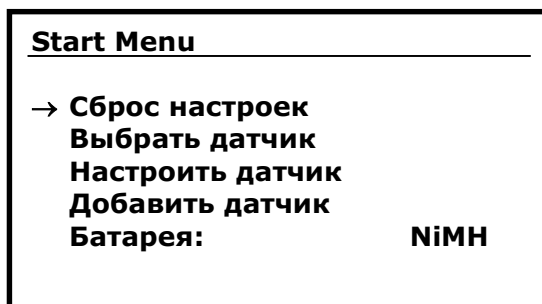 Start Menu
→ Сброс настроек
Выбрать датчик
Настроить датчик
Добавить датчик
Батарея: NiMH